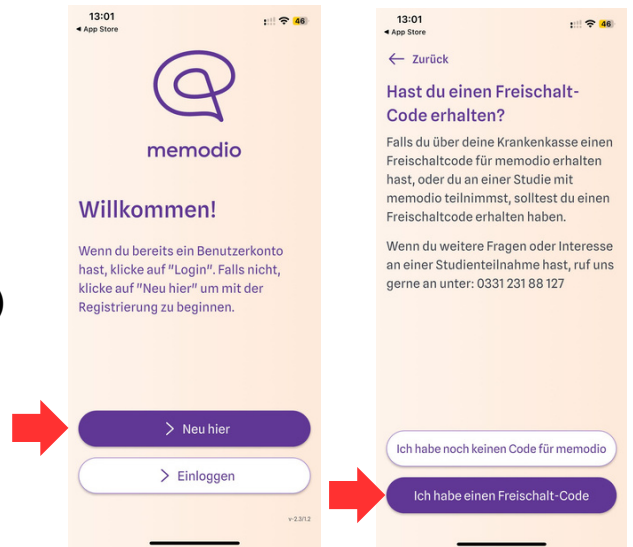 13:01
◄ App Store
46
memodio
Willkommen!
Wenn du bereits ein Benutzerkonto
hast, klicke auf "Login". Falls nicht,
klicke auf "Neu hier" um mit der
Registrierung zu beginnen.
> Neu hier
> Einloggen
v-2.3/1.2
13:01
◄ App Store
46
← Zurück
Hast du einen Freischalt-
Code erhalten?
Falls du über deine Krankenkasse einen
Freischaltcode für memodio erhalten
hast, oder du an einer Studie mit
memodio teilnimmst, solltest du einen
Freischaltcode erhalten haben.
Wenn du weitere Fragen oder Interesse
an einer Studienteilnahme hast, ruf uns
gerne an unter: 0331 231 88 127
Ich habe noch keinen Code für memodio
Ich habe einen Freischalt-Code